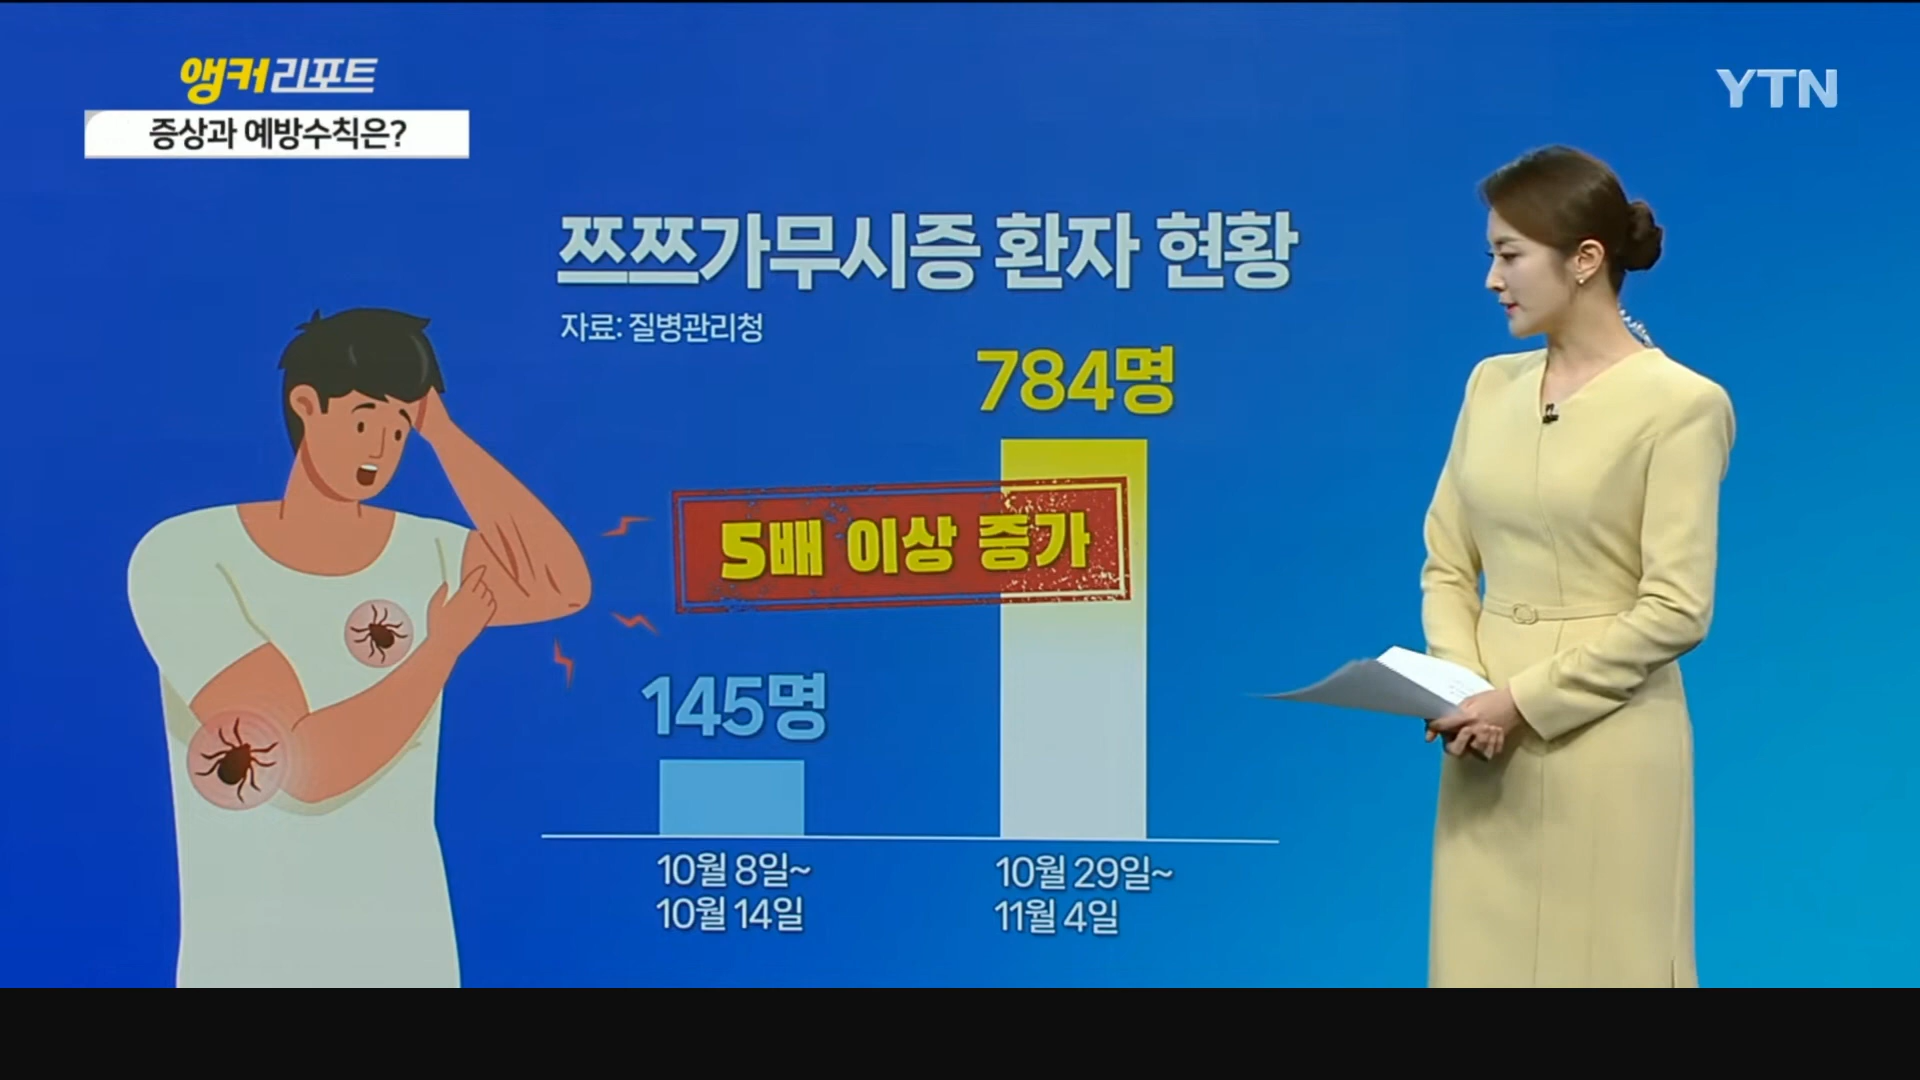 앵커리포트
YTN
증상과 예방수칙은?
쯔쯔가무시증 환자 현황
자료: 질병관리청
784명
5배 이상 증가
145명
10월 8일~
10월 14일
10월 29일~
11월 4일